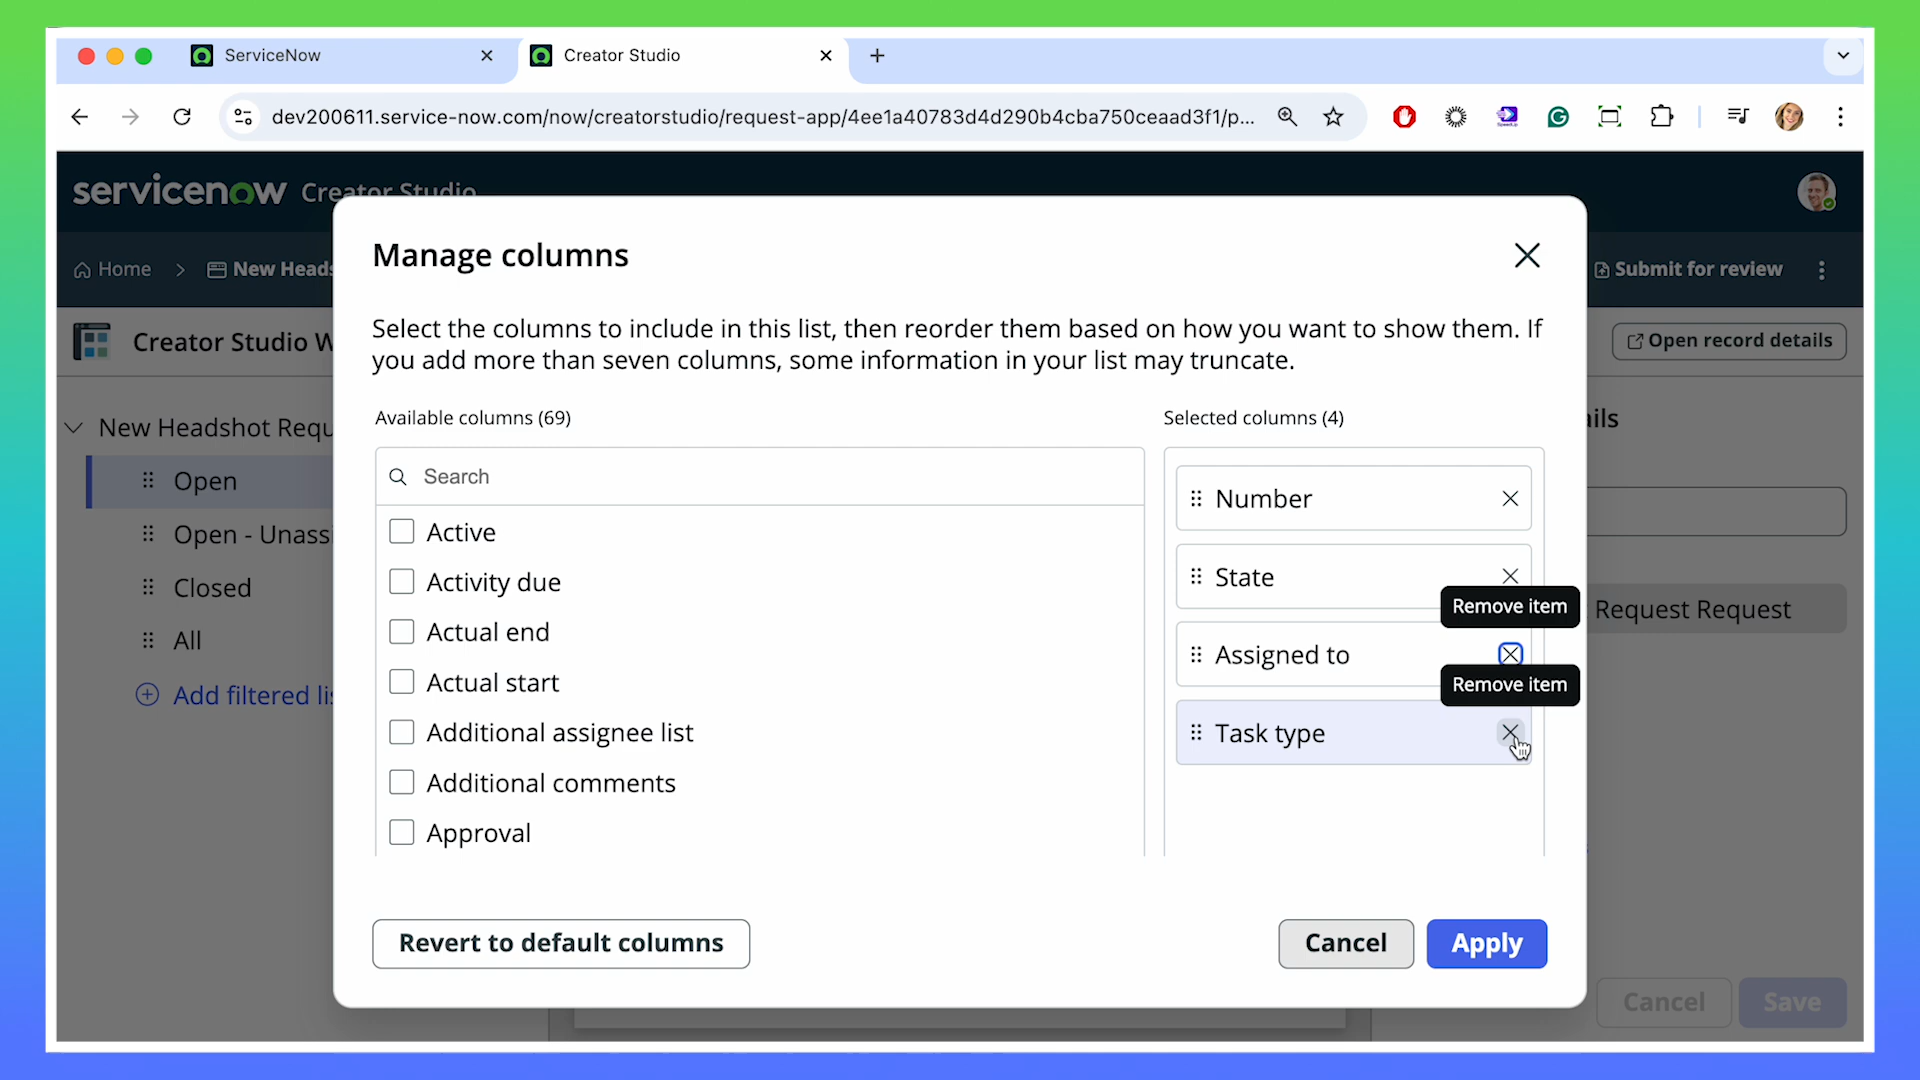 ServiceNow
Creator Studio
dev200611.service-now.com/now/creatorstudio/request-app/4ee1a40783d4d290b4cba750ceaad3f1/p...
servicenow Creator Studio
Home
New Heads
Submit for review
Creator Studio W
Open record details
New Headshot Requ
Open
Open - Unassi
Closed
All
Add filtered lis
Manage columns
Select the columns to include in this list, then reorder them based on how you want to show them. If
you add more than seven columns, some information in your list may truncate.
Available columns (69)
Search
Active
Activity due
Actual end
Actual start
Additional assignee list
Additional comments
Approval
Selected columns (4)
Number
State
Remove item
Assigned to
Remove item
Task type
Revert to default columns
Cancel
Apply
ails
Request Request
Cancel
Save